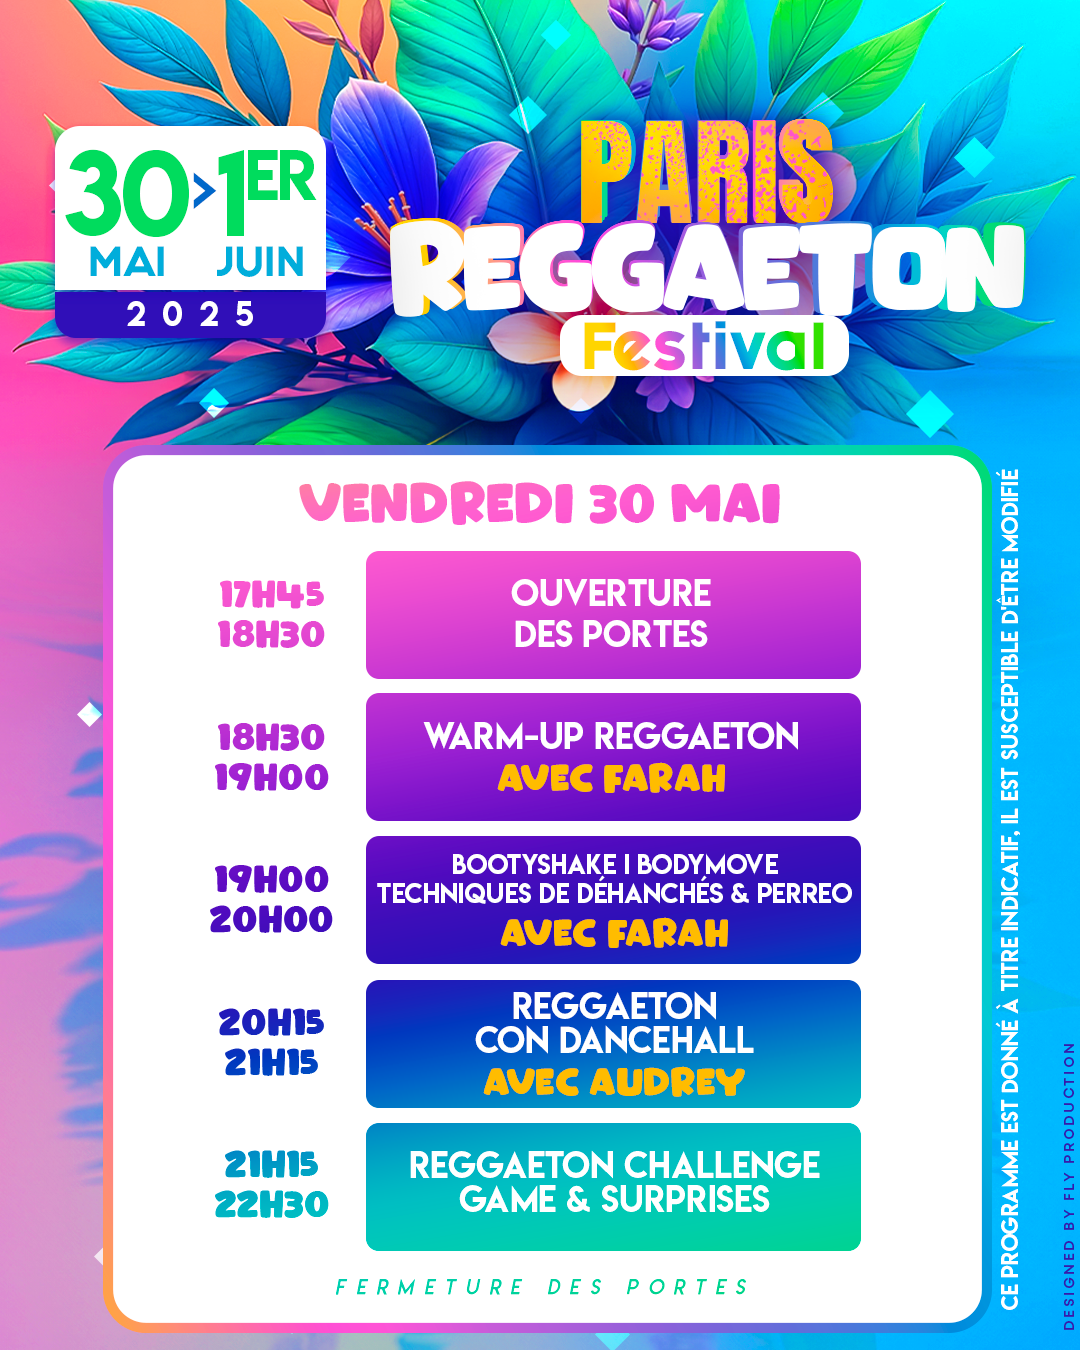 30>1ER
MAI JUIN
2025
PARIS
REGGAETON
Festival
VENDREDI 30 MAI
17H45
18H30
OUVERTURE
DES PORTES
18H30
19H00
WARM-UP REGGAETON
AVEC FARAH
19H00
20H00
BOOTYSHAKE I BODYMOVE
TECHNIQUES DE DÉHANCHÉS & PERREO
AVEC FARAH
20H15
21H15
REGGAETON
CON DANCEHALL
AVEC AUDREY
21H15
22H30
REGGAETON CHALLENGE
GAME & SURPRISES
FERMETURE DES PORTES
CE PROGRAMME EST DONNÉ À TITRE INDICATIF, IL EST SUSCEPTIBLE D'ÊTRE MODIFIÉ
DESIGNED BY FLY PRODUCTION